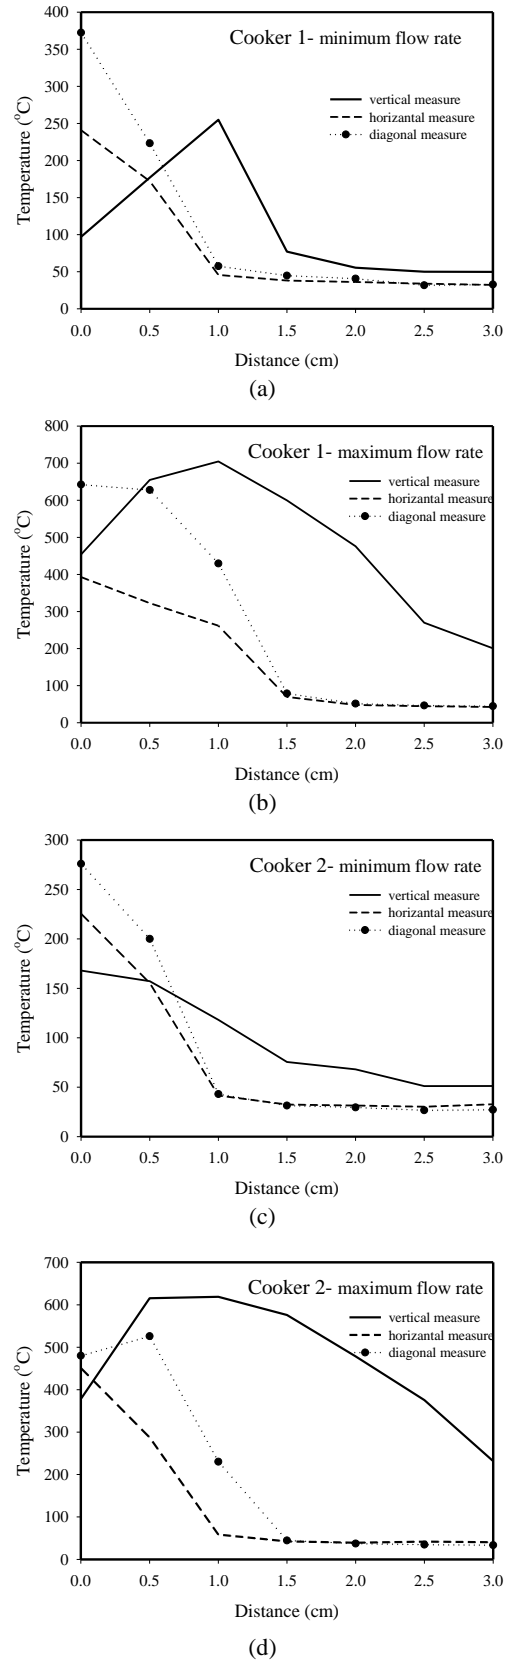 Cooker 1- minimum flow rate
vertical measure
horizantal measure
diagonal measure
Temperature (°C)
400
350
300
250
200
150
100
50
0
0.0 0.5 1.0 1.5 2.0 2.5 3.0
Distance (cm)
(a)
Cooker 1- maximum flow rate
vertical measure
horizantal measure
diagonal measure
Temperature (°C)
800
700
600
500
400
300
200
100
0
0.0 0.5 1.0 1.5 2.0 2.5 3.0
Distance (cm)
(b)
Cooker 2- minimum flow rate
vertical measure
horizantal measure
diagonal measure
Temperature (°C)
300
250
200
150
100
50
0
0.0 0.5 1.0 1.5 2.0 2.5 3.0
Distance (cm)
(c)
Cooker 2- maximum flow rate
vertical measure
horizantal measure
diagonal measure
Temperature (°C)
700
600
500
400
300
200
100
0
0.0 0.5 1.0 1.5 2.0 2.5 3.0
Distance (cm)
(d)